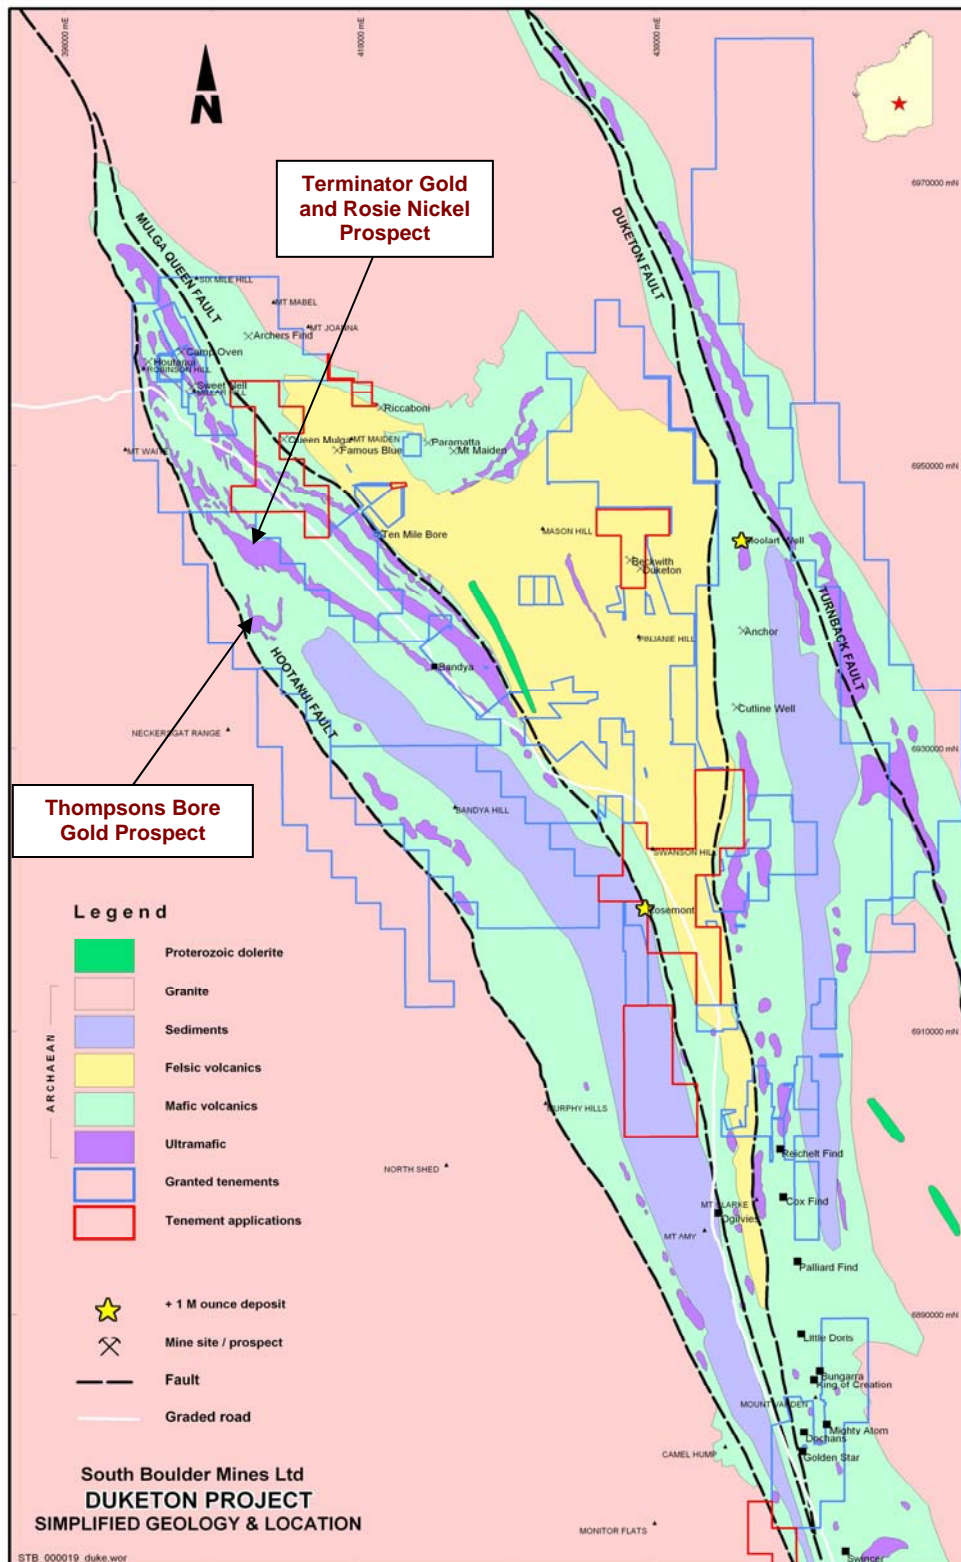 390000 mE
410000 mE
430000 mE
N
6970000 mN
6950000 mN
6930000 mN
6910000 mN
6890000 mN
Terminator Gold
and Rosie Nickel
Prospect
MULGA QUEEN FAULT
DUKETON FAULT
SIX MILE HILL
MT MABEL
MT JOANNA
Archers Find
Camp Oven
Hootanui
ROBINSON HILL
Sweet Nell
Riccaboni
Queen Mulga
MT MAIDEN
Famous Blue
Paramatta
Mt Maiden
MT WAITE
Ten Mile Bore
MASON HILL
Moolart Well
Beckwith
Duketon
TURNBACK FAULT
Anchor
PINJANIE HILL
HOOTANUI FAULT
Bandya
Cutline Well
NECKERSGAT RANGE
Thompsons Bore
Gold Prospect
BANDYA HILL
SWANSON HILL
Rosemont
Legend
Proterozoic dolerite
Granite
Sediments
Felsic volcanics
Mafic volcanics
Ultramafic
ARCHAEAN
Granted tenements
Tenement applications
+ 1 M ounce deposit
Mine site / prospect
Fault
Graded road
MURPHY HILLS
NORTH SHED
Reichelt Find
MT CLARKE
Cox Find
Ogilvies
MT AMY
Palliard Find
Little Doris
Bungarra
King of Creation
MOUNT VARDEN
Mighty Atom
Dochans
Golden Star
CAMEL HUMP
MONITOR FLATS
Swincer
South Boulder Mines Ltd
DUKETON PROJECT
SIMPLIFIED GEOLOGY & LOCATION
STB_000019_duke.wor